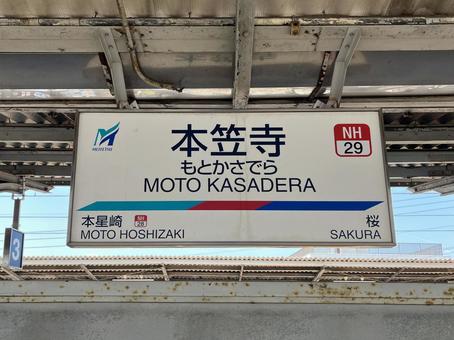 MEITETSU
本笠寺
もとかさでら
MOTO KASADERA
NH
29
本星崎
NH
28
MOTO HOSHIZAKI
桜
SAKURA
3